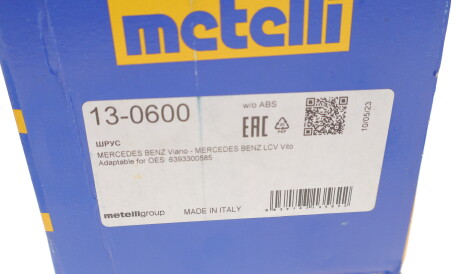 metelli
13-0600
w/o ABS
EAC
10/05/23
ШРУС
MERCEDES BENZ Viano - MERCEDES BENZ LCV Vito
Adaptable for OES: 6393300585
metelligroup
MADE IN ITALY